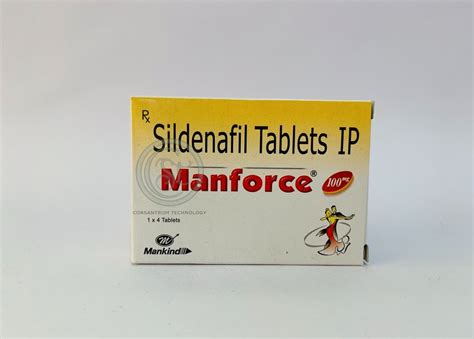 Rx
Sildenafil Tablets IP
Manforce® 100mg
CORSANTRUM TECHNOLOGY
1 x 4 Tablets
Mankind